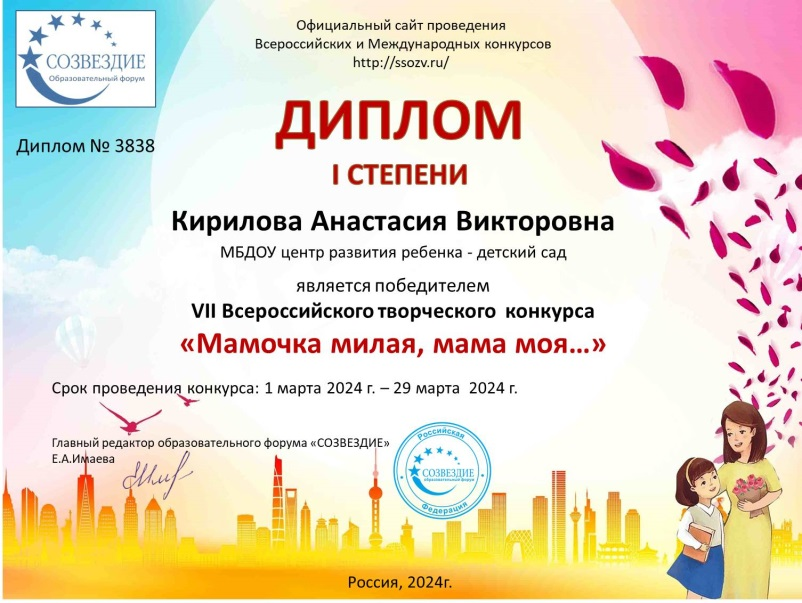 СОЗВЕЗДИЕ
Образовательный форум
Официальный сайт проведения
Всероссийских и Международных конкурсов
http://ssozv.ru/
ДИПЛОМ
Диплом № 3838
I СТЕПЕНИ
Кирилова Анастасия Викторовна
МБДОУ центр развития ребенка - детский сад
является победителем
VII Всероссийского творческого конкурса
«Мамочка милая, мама моя…»
Срок проведения конкурса: 1 марта 2024 г. – 29 марта 2024 г.
Главный редактор образовательного форума «СОЗВЕЗДИЕ»
Е.А.Имаева
Российская
СОЗВЕЗДИЕ
образовательный форум
Федерация
Россия, 2024г.